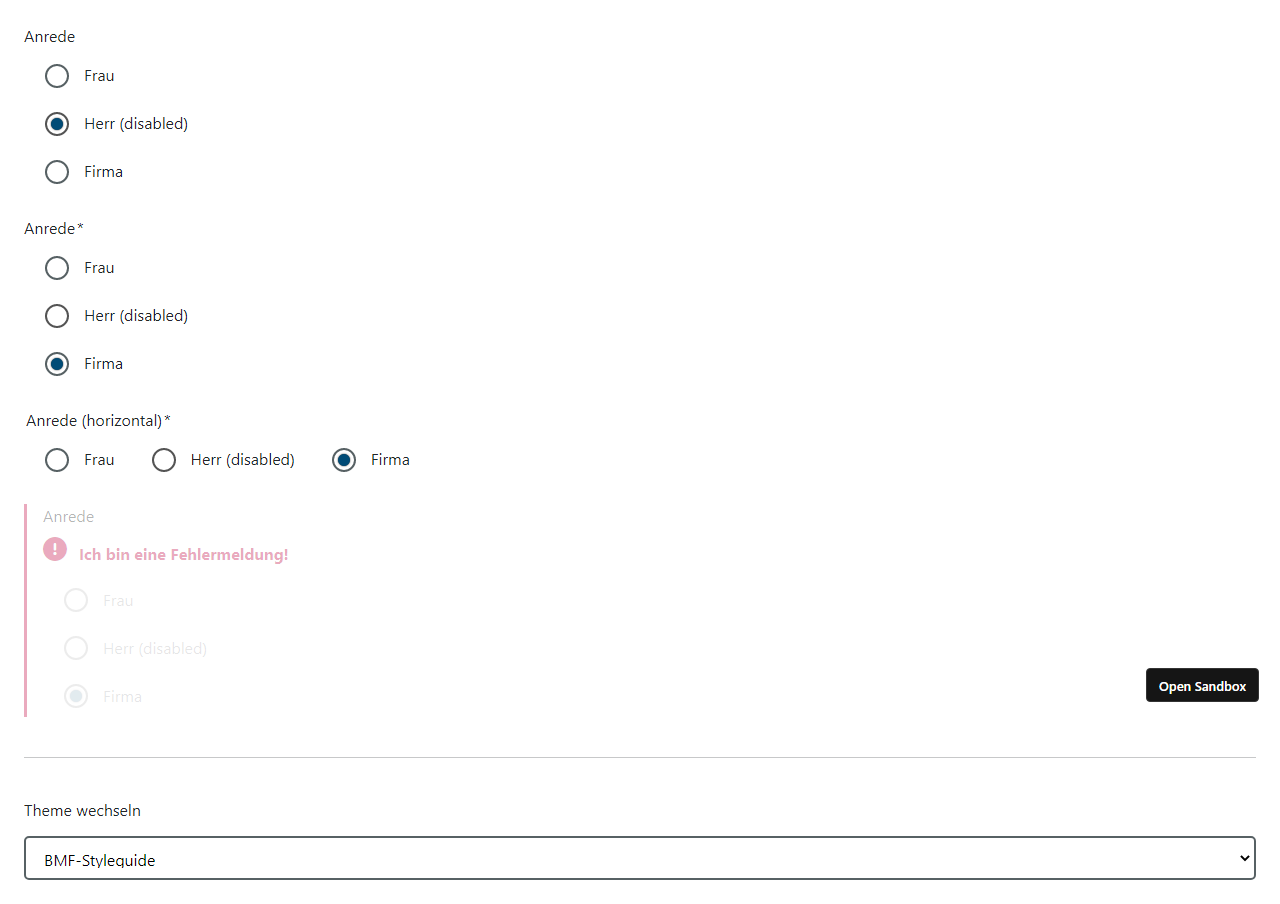 Anrede
Frau
Herr (disabled)
Firma
Anrede*
Frau
Herr (disabled)
Firma
Anrede (horizontal)*
Frau Herr (disabled) Firma
Anrede
! Ich bin eine Fehlermeldung!
Frau
Herr (disabled)
Firma
Open Sandbox
Theme wechseln
BMF-Styleguide